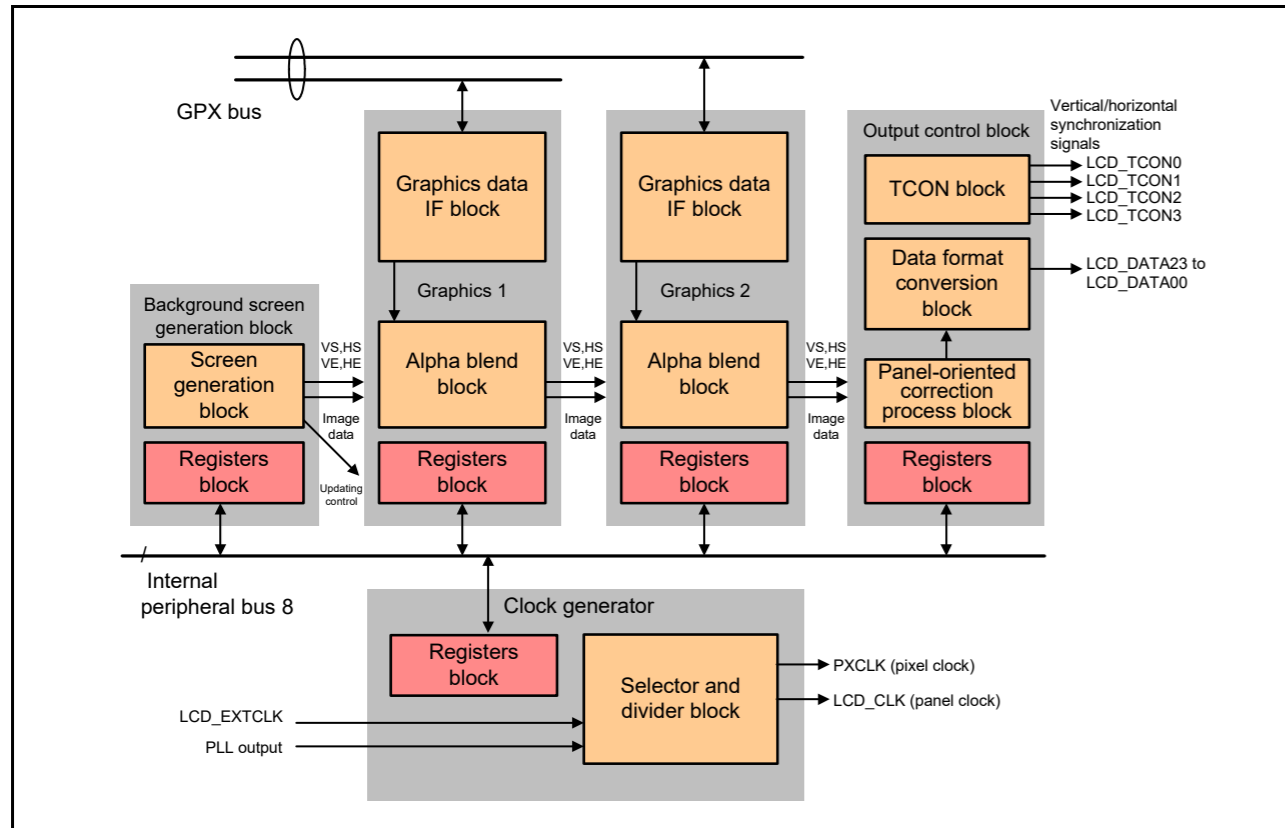 GPX bus
Graphics data
IF block
Graphics 1
Alpha blend
block
Registers
block
Graphics data
IF block
Graphics 2
Alpha blend
block
Registers
block
Output control block
TCON block
Data format
conversion
block
Panel-oriented
correction
process block
Registers
block
Vertical/horizontal
synchronization
signals
LCD_TCON0
LCD_TCON1
LCD_TCON2
LCD_TCON3
LCD_DATA23 to
LCD_DATA00
Background screen
generation block
Screen
generation
block
Registers
block
VS,HS
VE,HE
Image
data
Updating
control
VS,HS
VE,HE
Image
data
VS,HS
VE,HE
Image
data
Internal
peripheral bus 8
Clock generator
Registers
block
Selector and
divider block
LCD_EXTCLK
PLL output
PXCLK (pixel clock)
LCD_CLK (panel clock)